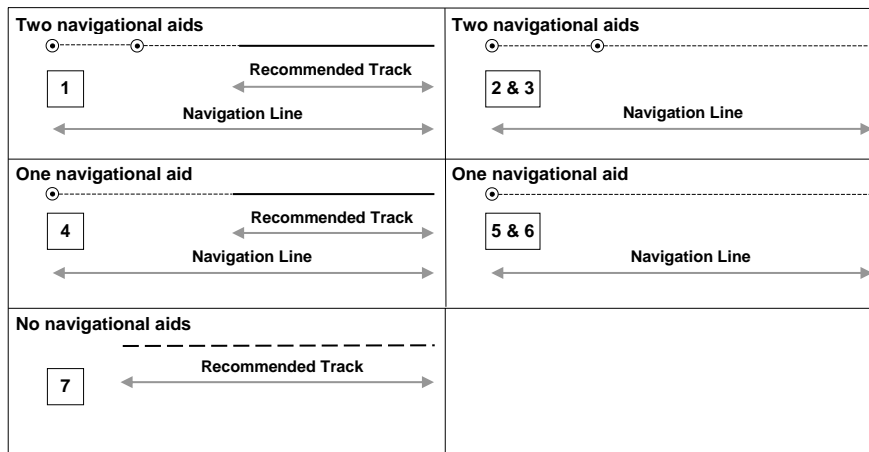 Two navigational aids
Recommended Track
1
Navigation Line
Two navigational aids
2 & 3
Navigation Line
One navigational aid
Recommended Track
4
Navigation Line
One navigational aid
5 & 6
Navigation Line
No navigational aids
Recommended Track
7